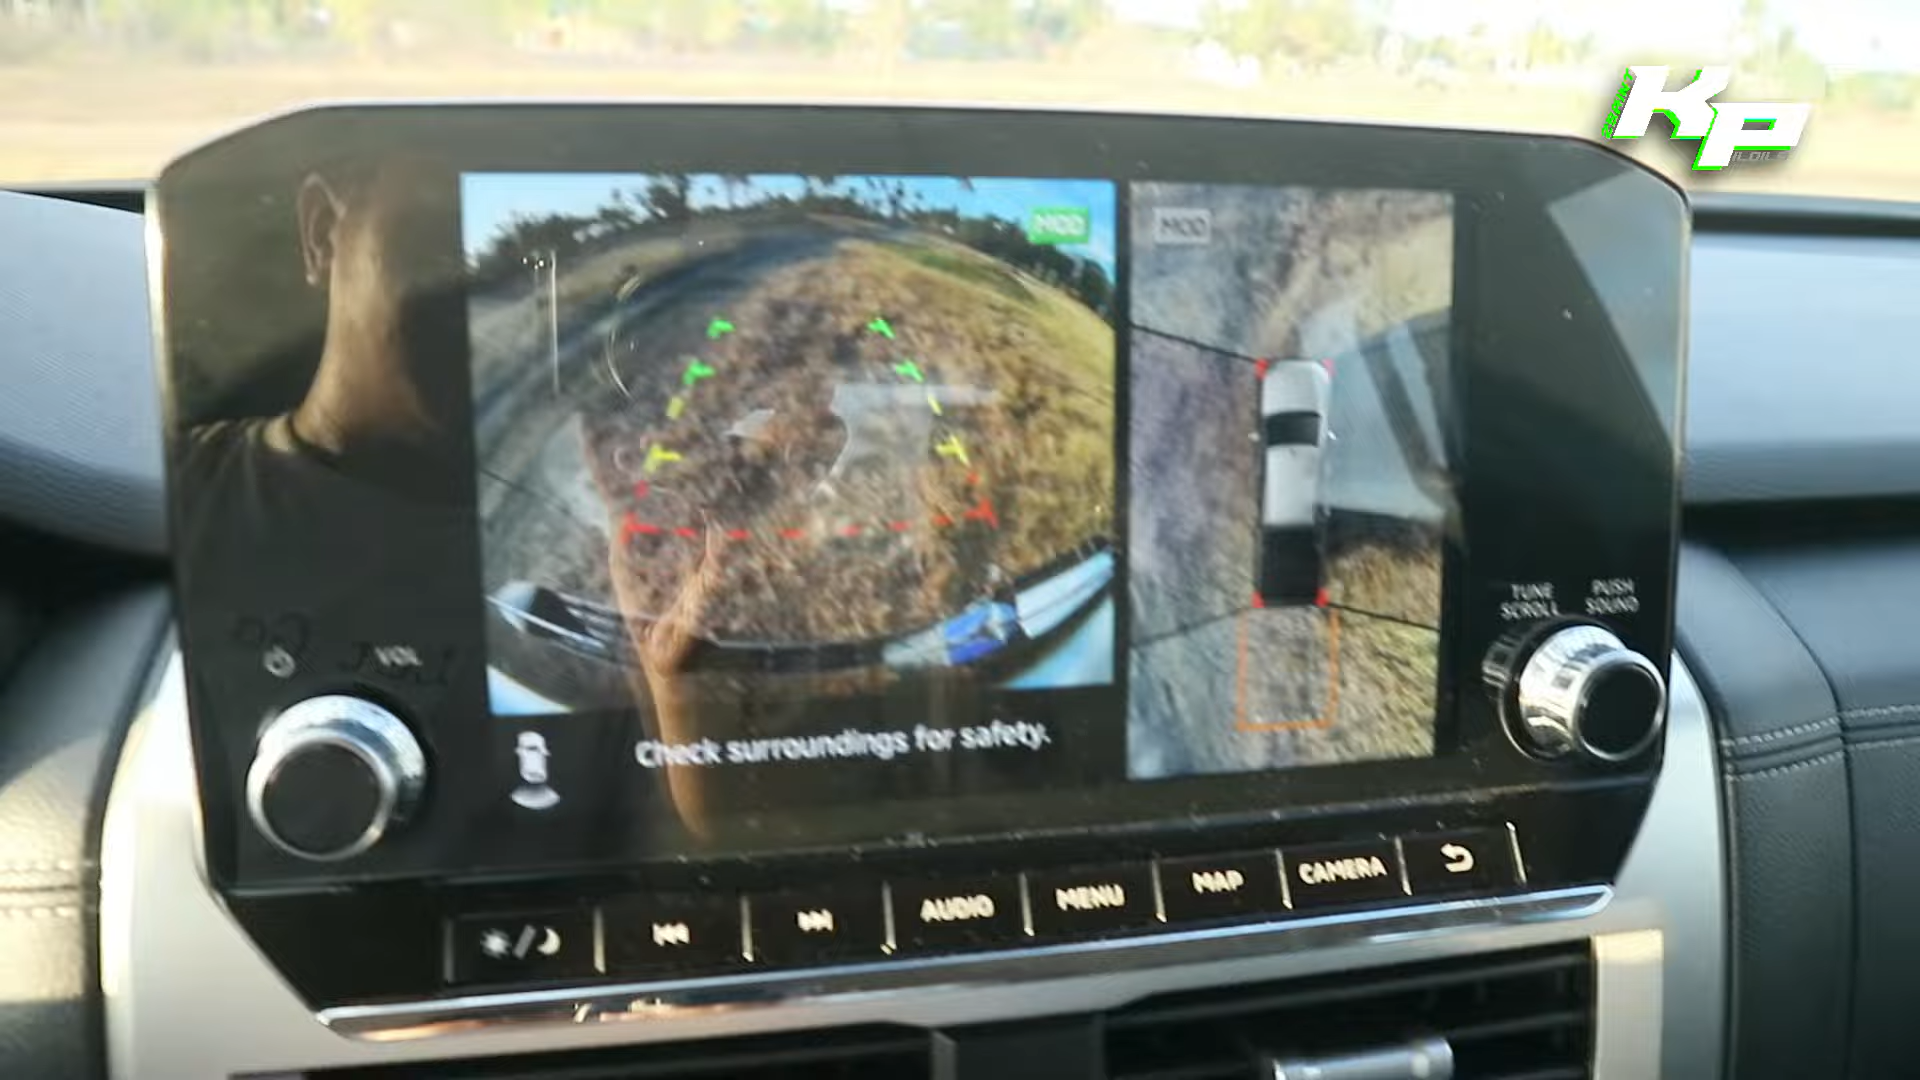 KP
MOD
MOD
TUNE
SCROLL
PUSH
SOUND
VOL
Check surroundings for safety.
AUDIO
MENU
MAP
CAMERA